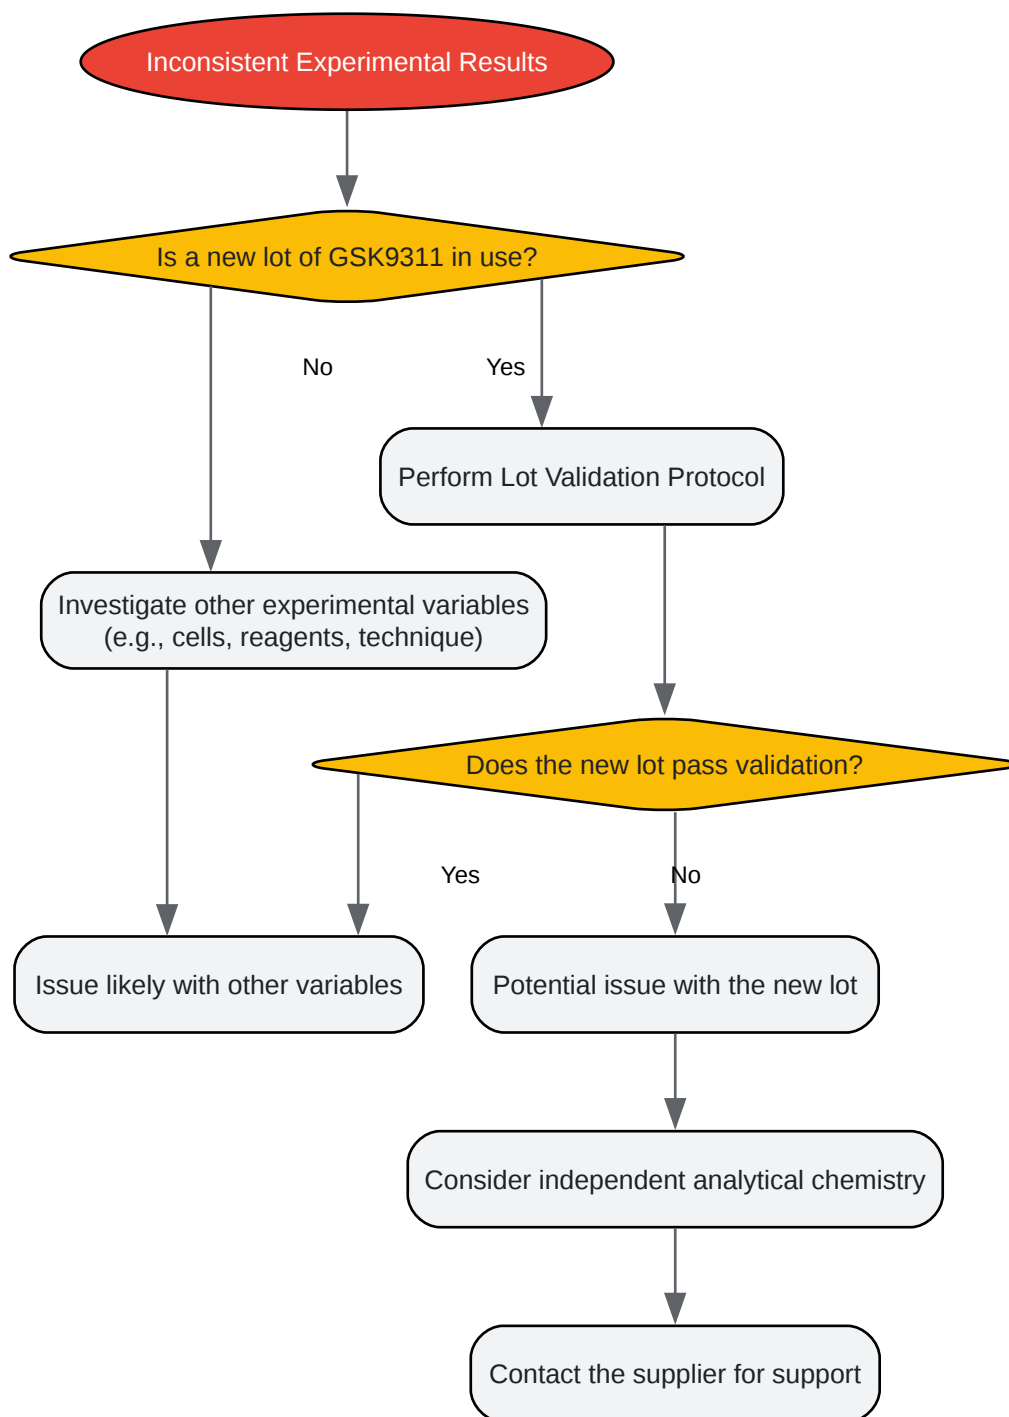 Inconsistent Experimental Results
Is a new lot of GSK9311 in use?
No
Yes
Perform Lot Validation Protocol
Investigate other experimental variables
(e.g., cells, reagents, technique)
Does the new lot pass validation?
Yes
No
Issue likely with other variables
Potential issue with the new lot
Consider independent analytical chemistry
Contact the supplier for support